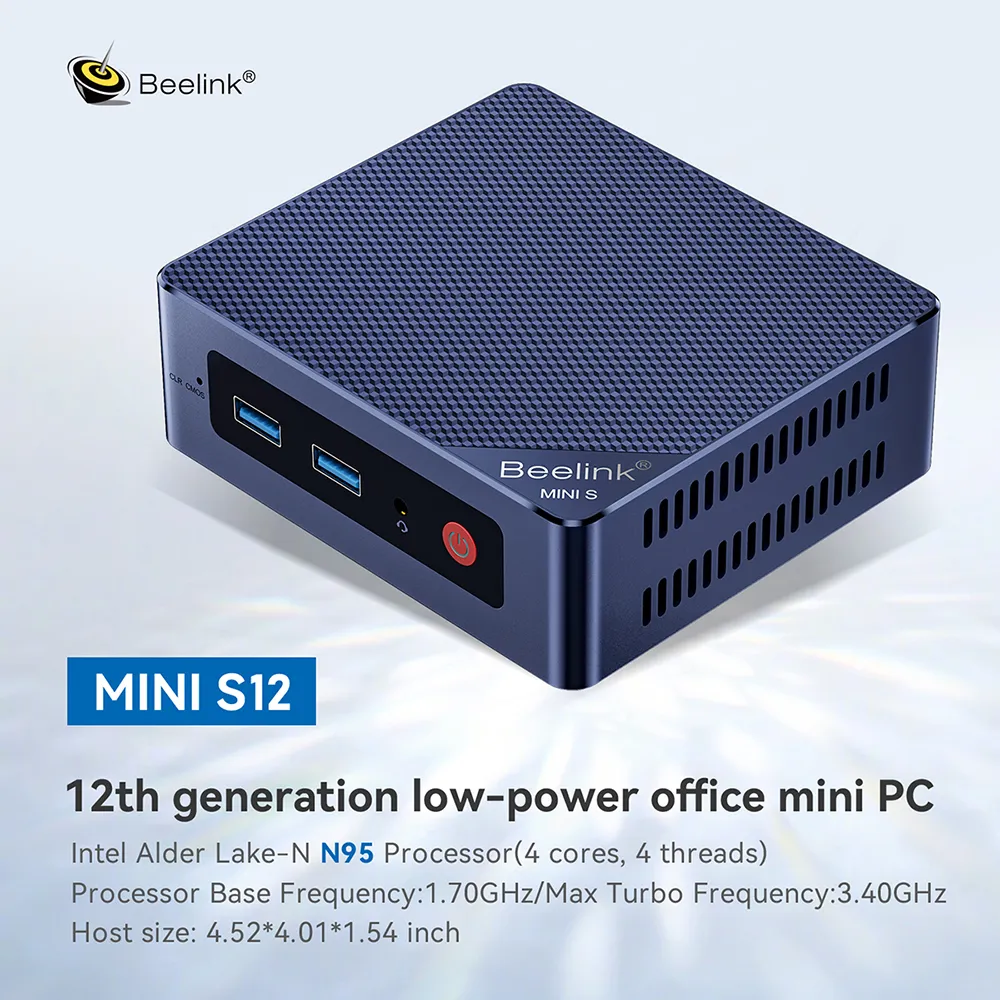 Beelink®
CLR CMOS
Beelink®
MINI S
MINI S12
12th generation low-power office mini PC
Intel Alder Lake-N N95 Processor(4 cores, 4 threads)
Processor Base Frequency:1.70GHz/Max Turbo Frequency:3.40GHz
Host size: 4.52*4.01*1.54 inch